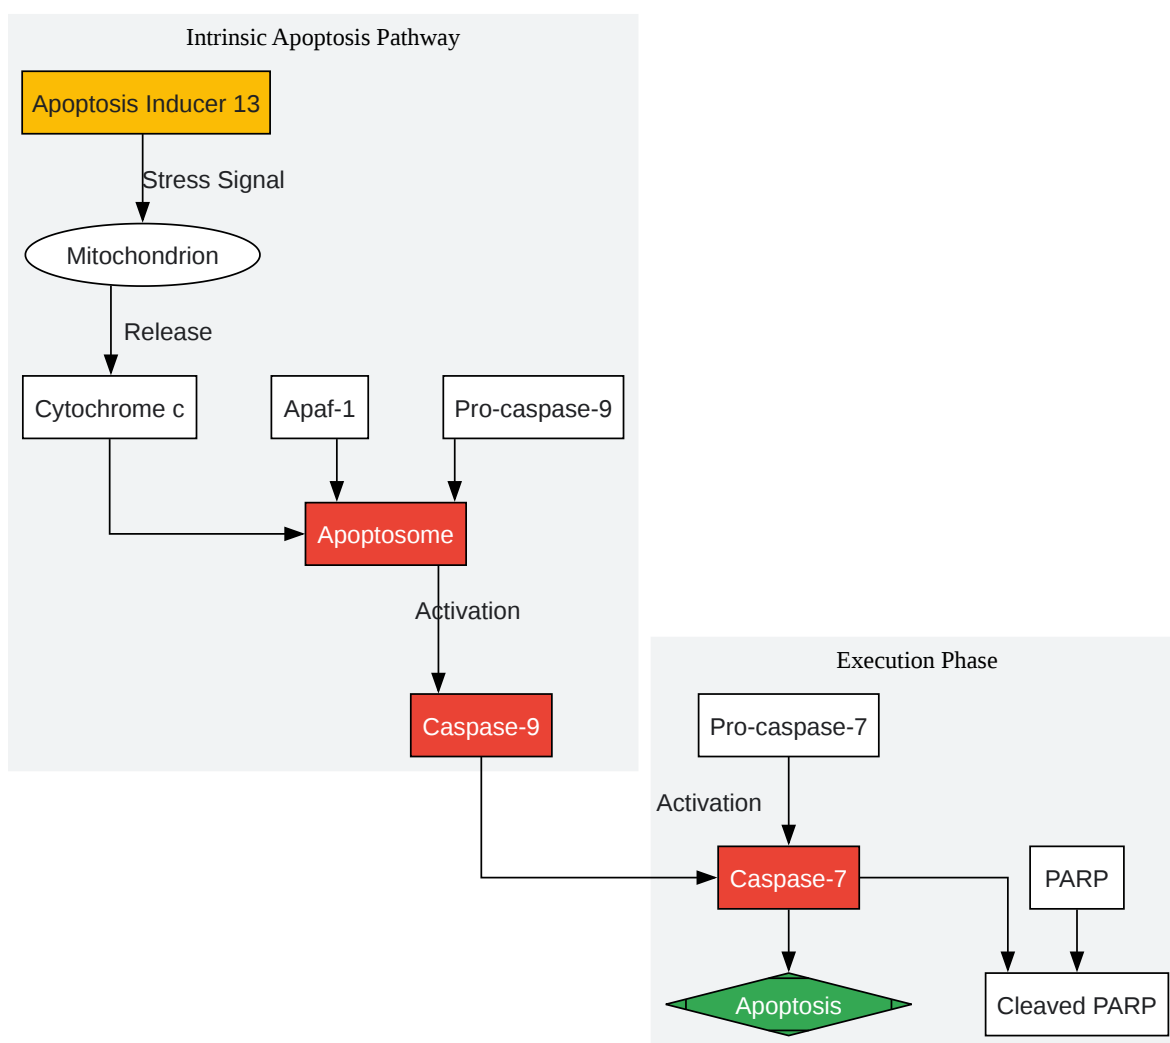 Intrinsic Apoptosis Pathway
Apoptosis Inducer 13
Stress Signal
Mitochondrion
Release
Cytochrome c
Apaf-1
Pro-caspase-9
Apoptosome
Activation
Caspase-9
Execution Phase
Pro-caspase-7
Activation
Caspase-7
PARP
Apoptosis
Cleaved PARP